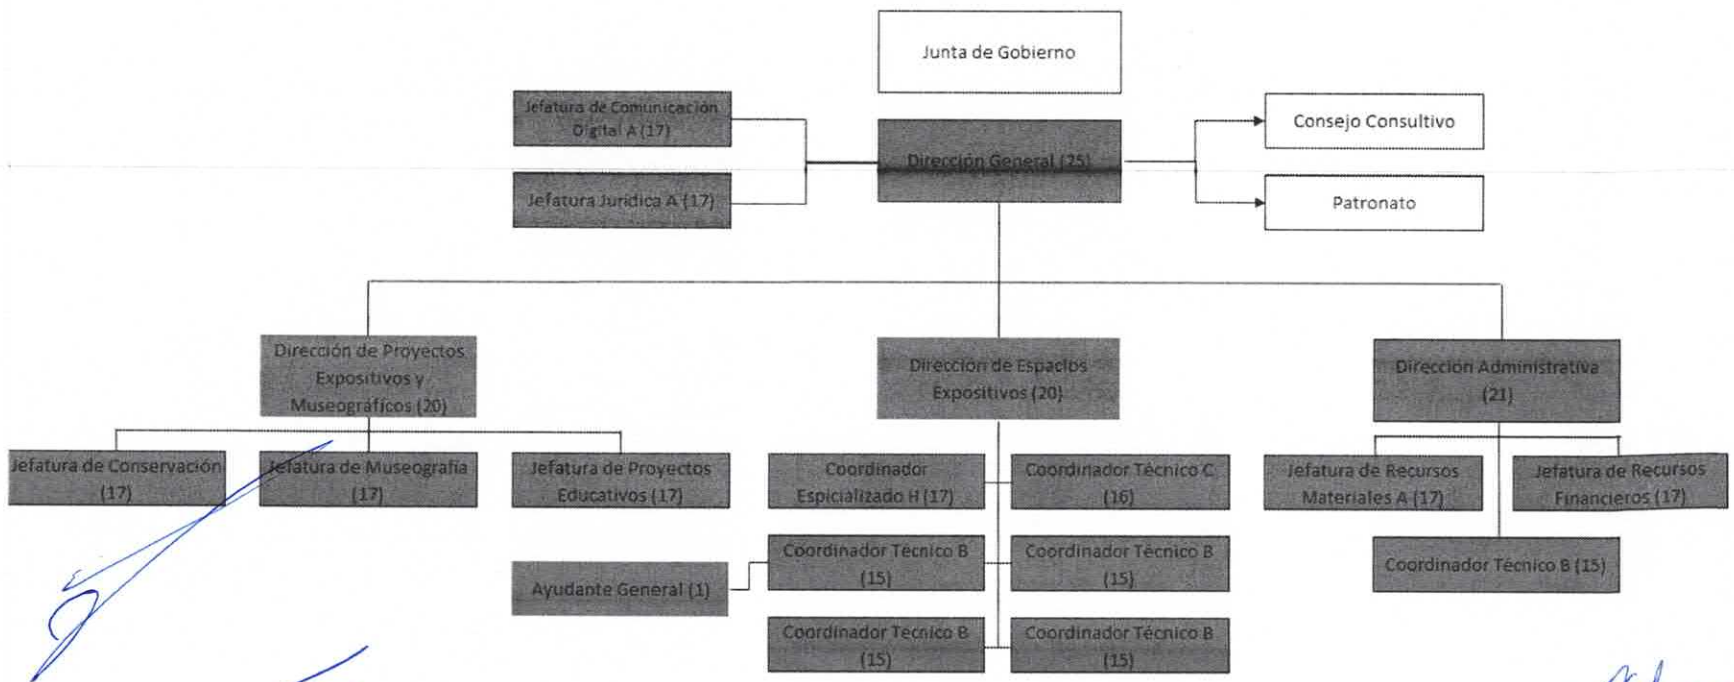 Junta de Gobierno
Jefatura de Comunicación
Digital A (17)
Dirección General (25)
Consejo Consultivo
Jefatura Jurídica A (17)
Patronato
Dirección de Proyectos
Expositivos y
Museográficos (20)
Dirección de Espacios
Expositivos (20)
Dirección Administrativa
(21)
Jefatura de Conservación
(17)
Jefatura de Museografía
(17)
Jefatura de Proyectos
Educativos (17)
Coordinador
Espicializado H (17)
Coordinador Técnico C
(16)
Jefatura de Recursos
Materiales A (17)
Jefatura de Recursos
Financieros (17)
Ayudante General (1)
Coordinador Técnico B
(15)
Coordinador Técnico B
(15)
Coordinador Técnico B (15)
Coordinador Técnico B
(15)
Coordinador Técnico B
(15)